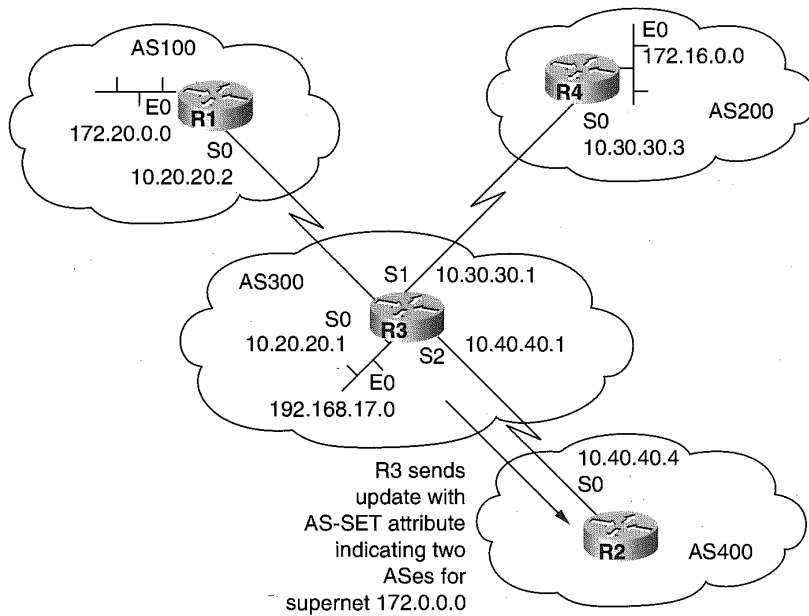 AS100
E0
R1
172.20.0.0
S0
10.20.20.2
E0
172.16.0.0
R4
S0
AS200
10.30.30.3
AS300
S1
10.30.30.1
S0
R3
10.20.20.1
S2
10.40.40.1
E0
192.168.17.0
R3 sends
update with
AS-SET attribute
indicating two
ASes for
supernet 172.0.0.0
10.40.40.4
S0
R2
AS400